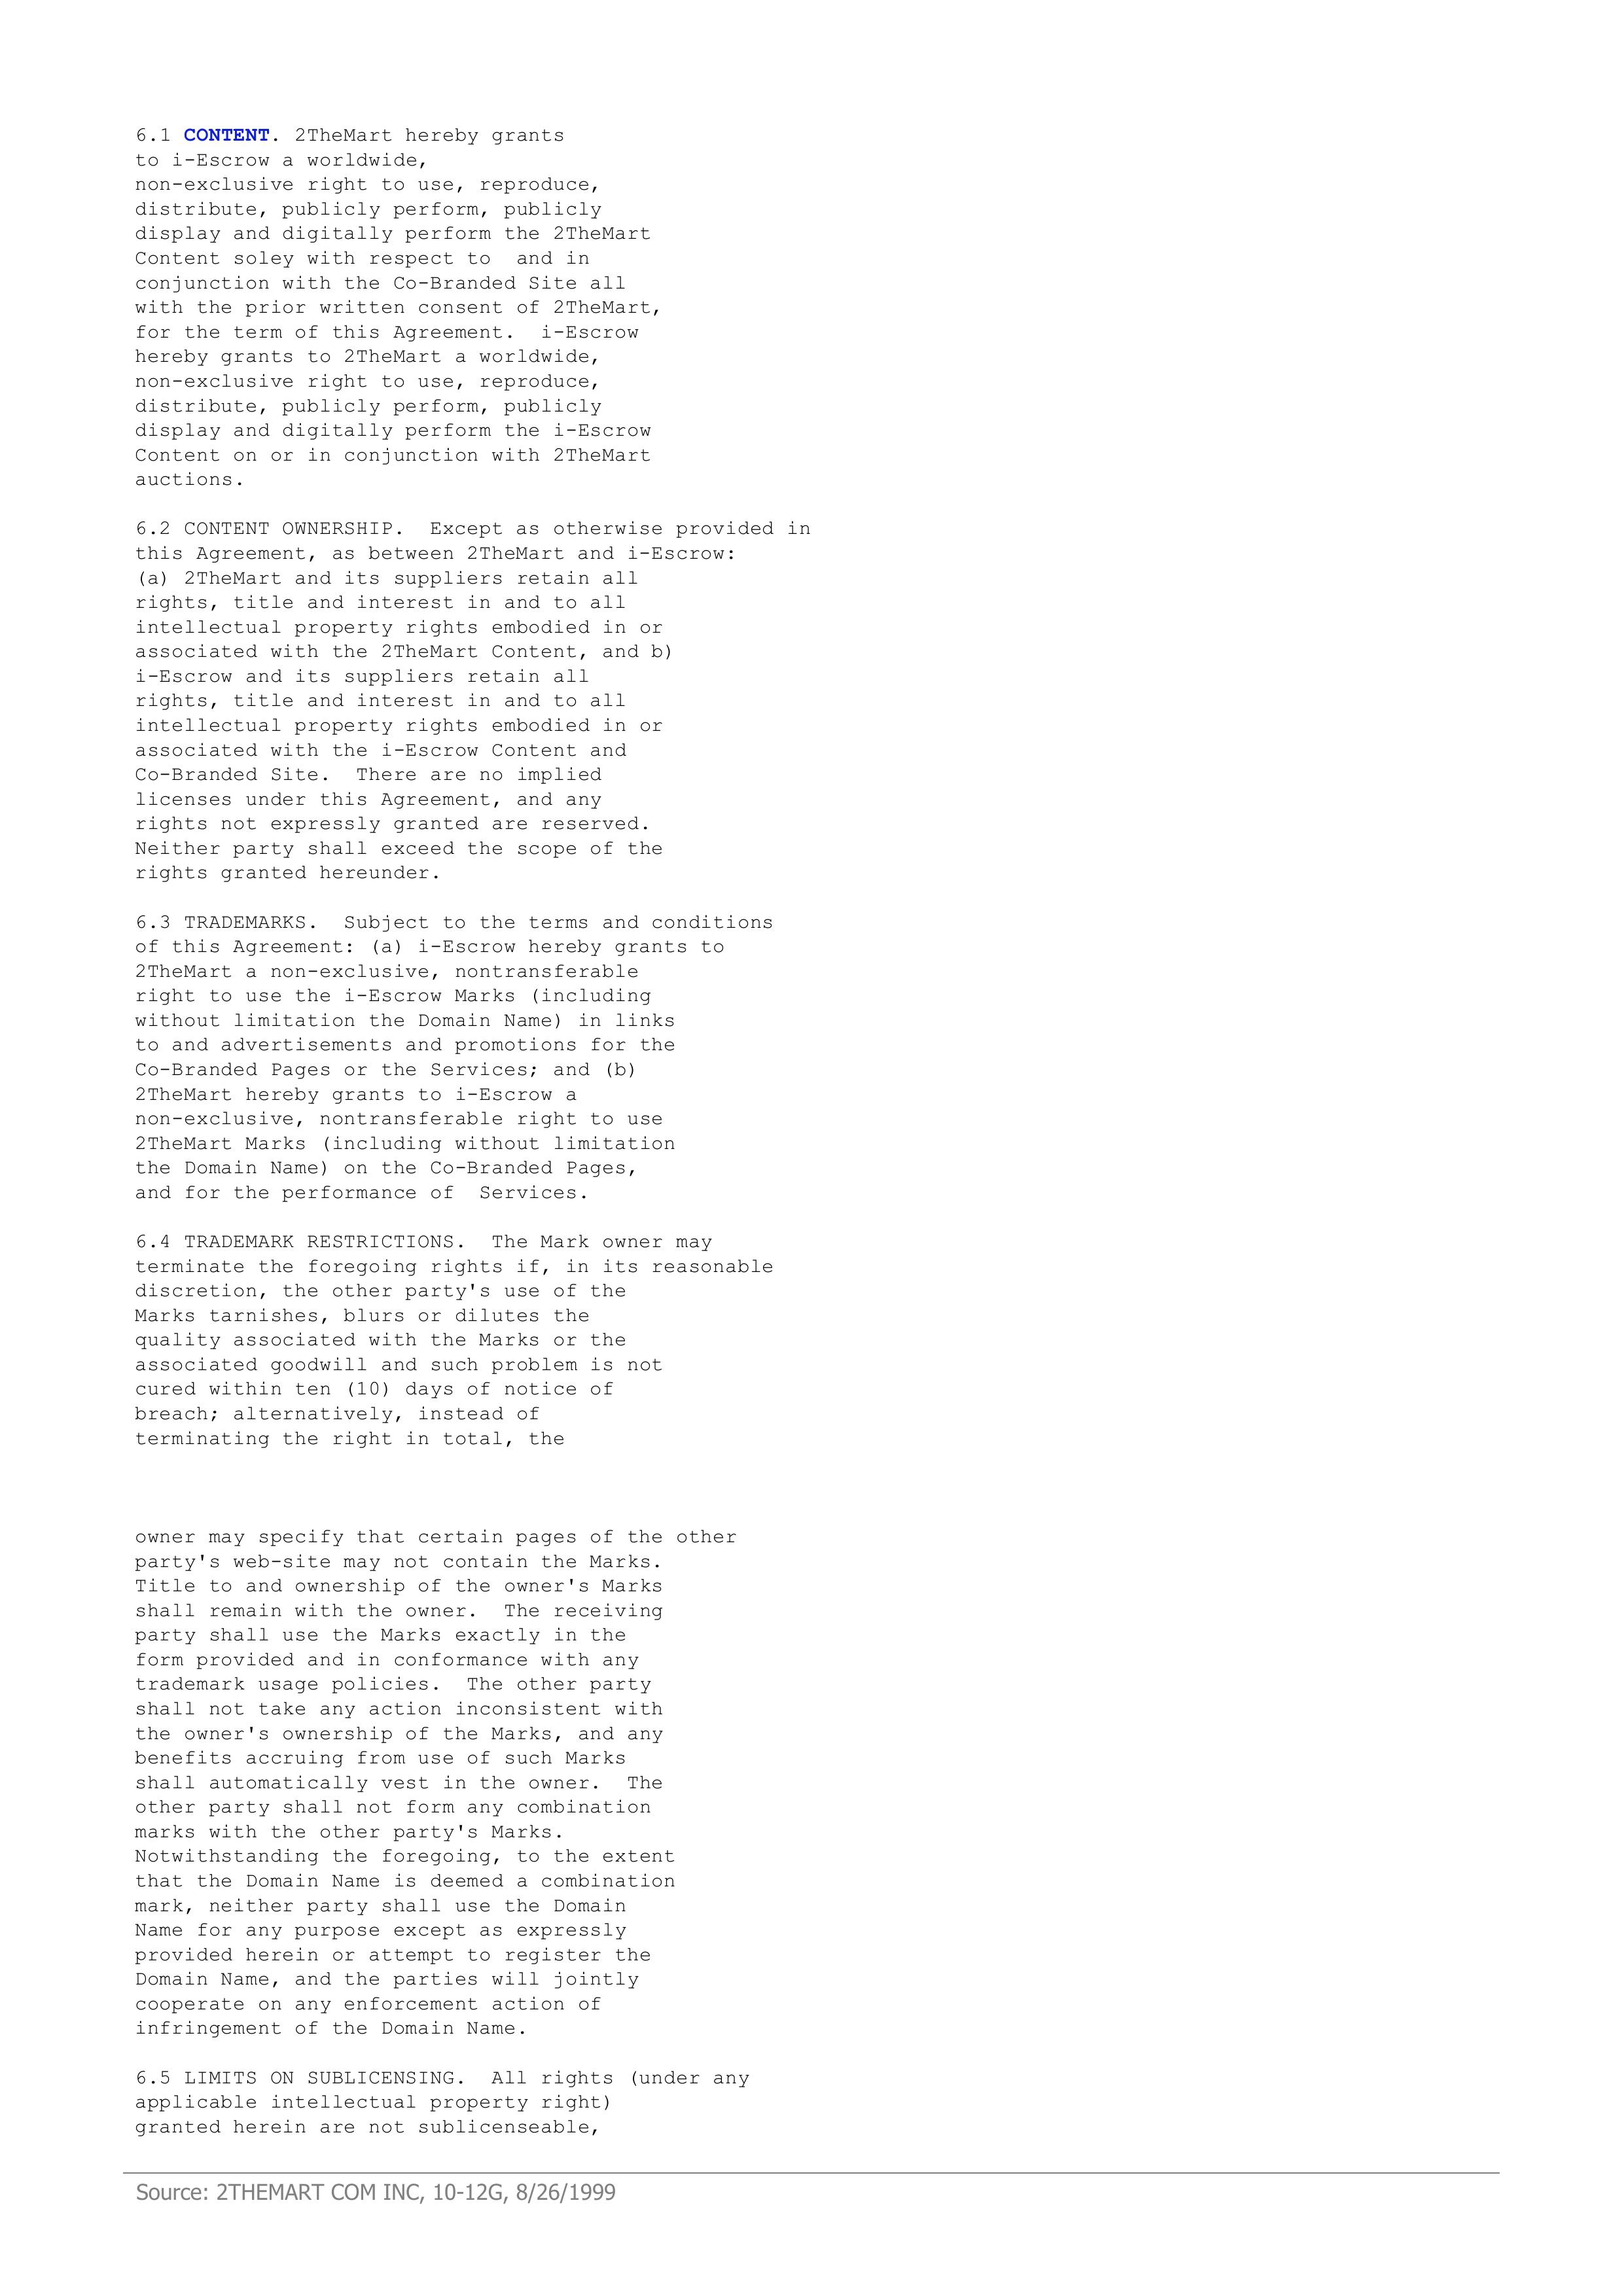 6.1 CONTENT. 2TheMart hereby grants
to i-Escrow a worldwide,
non-exclusive right to use, reproduce,
distribute, publicly perform, publicly
display and digitally perform the 2TheMart
Content soley with respect to  and in
conjunction with the Co-Branded Site all
with the prior written consent of 2TheMart,
for the term of this Agreement.  i-Escrow
hereby grants to 2TheMart a worldwide,
non-exclusive right to use, reproduce,
distribute, publicly perform, publicly
display and digitally perform the i-Escrow
Content on or in conjunction with 2TheMart
auctions.

6.2 CONTENT OWNERSHIP.  Except as otherwise provided in
this Agreement, as between 2TheMart and i-Escrow:
(a) 2TheMart and its suppliers retain all
rights, title and interest in and to all
intellectual property rights embodied in or
associated with the 2TheMart Content, and b)
i-Escrow and its suppliers retain all
rights, title and interest in and to all
intellectual property rights embodied in or
associated with the i-Escrow Content and
Co-Branded Site.  There are no implied
licenses under this Agreement, and any
rights not expressly granted are reserved.
Neither party shall exceed the scope of the
rights granted hereunder.

6.3 TRADEMARKS.  Subject to the terms and conditions
of this Agreement: (a) i-Escrow hereby grants to
2TheMart a non-exclusive, nontransferable
right to use the i-Escrow Marks (including
without limitation the Domain Name) in links
to and advertisements and promotions for the
Co-Branded Pages or the Services; and (b)
2TheMart hereby grants to i-Escrow a
non-exclusive, nontransferable right to use
2TheMart Marks (including without limitation
the Domain Name) on the Co-Branded Pages,
and for the performance of  Services.

6.4 TRADEMARK RESTRICTIONS.  The Mark owner may
terminate the foregoing rights if, in its reasonable
discretion, the other party's use of the
Marks tarnishes, blurs or dilutes the
quality associated with the Marks or the
associated goodwill and such problem is not
cured within ten (10) days of notice of
breach; alternatively, instead of
terminating the right in total, the

owner may specify that certain pages of the other
party's web-site may not contain the Marks.
Title to and ownership of the owner's Marks
shall remain with the owner.  The receiving
party shall use the Marks exactly in the
form provided and in conformance with any
trademark usage policies.  The other party
shall not take any action inconsistent with
the owner's ownership of the Marks, and any
benefits accruing from use of such Marks
shall automatically vest in the owner.  The
other party shall not form any combination
marks with the other party's Marks.
Notwithstanding the foregoing, to the extent
that the Domain Name is deemed a combination
mark, neither party shall use the Domain
Name for any purpose except as expressly
provided herein or attempt to register the
Domain Name, and the parties will jointly
cooperate on any enforcement action of
infringement of the Domain Name.

6.5 LIMITS ON SUBLICENSING.  All rights (under any
applicable intellectual property right)
granted herein are not sublicenseable,

Source: 2THEMART COM INC, 10-12G, 8/26/1999